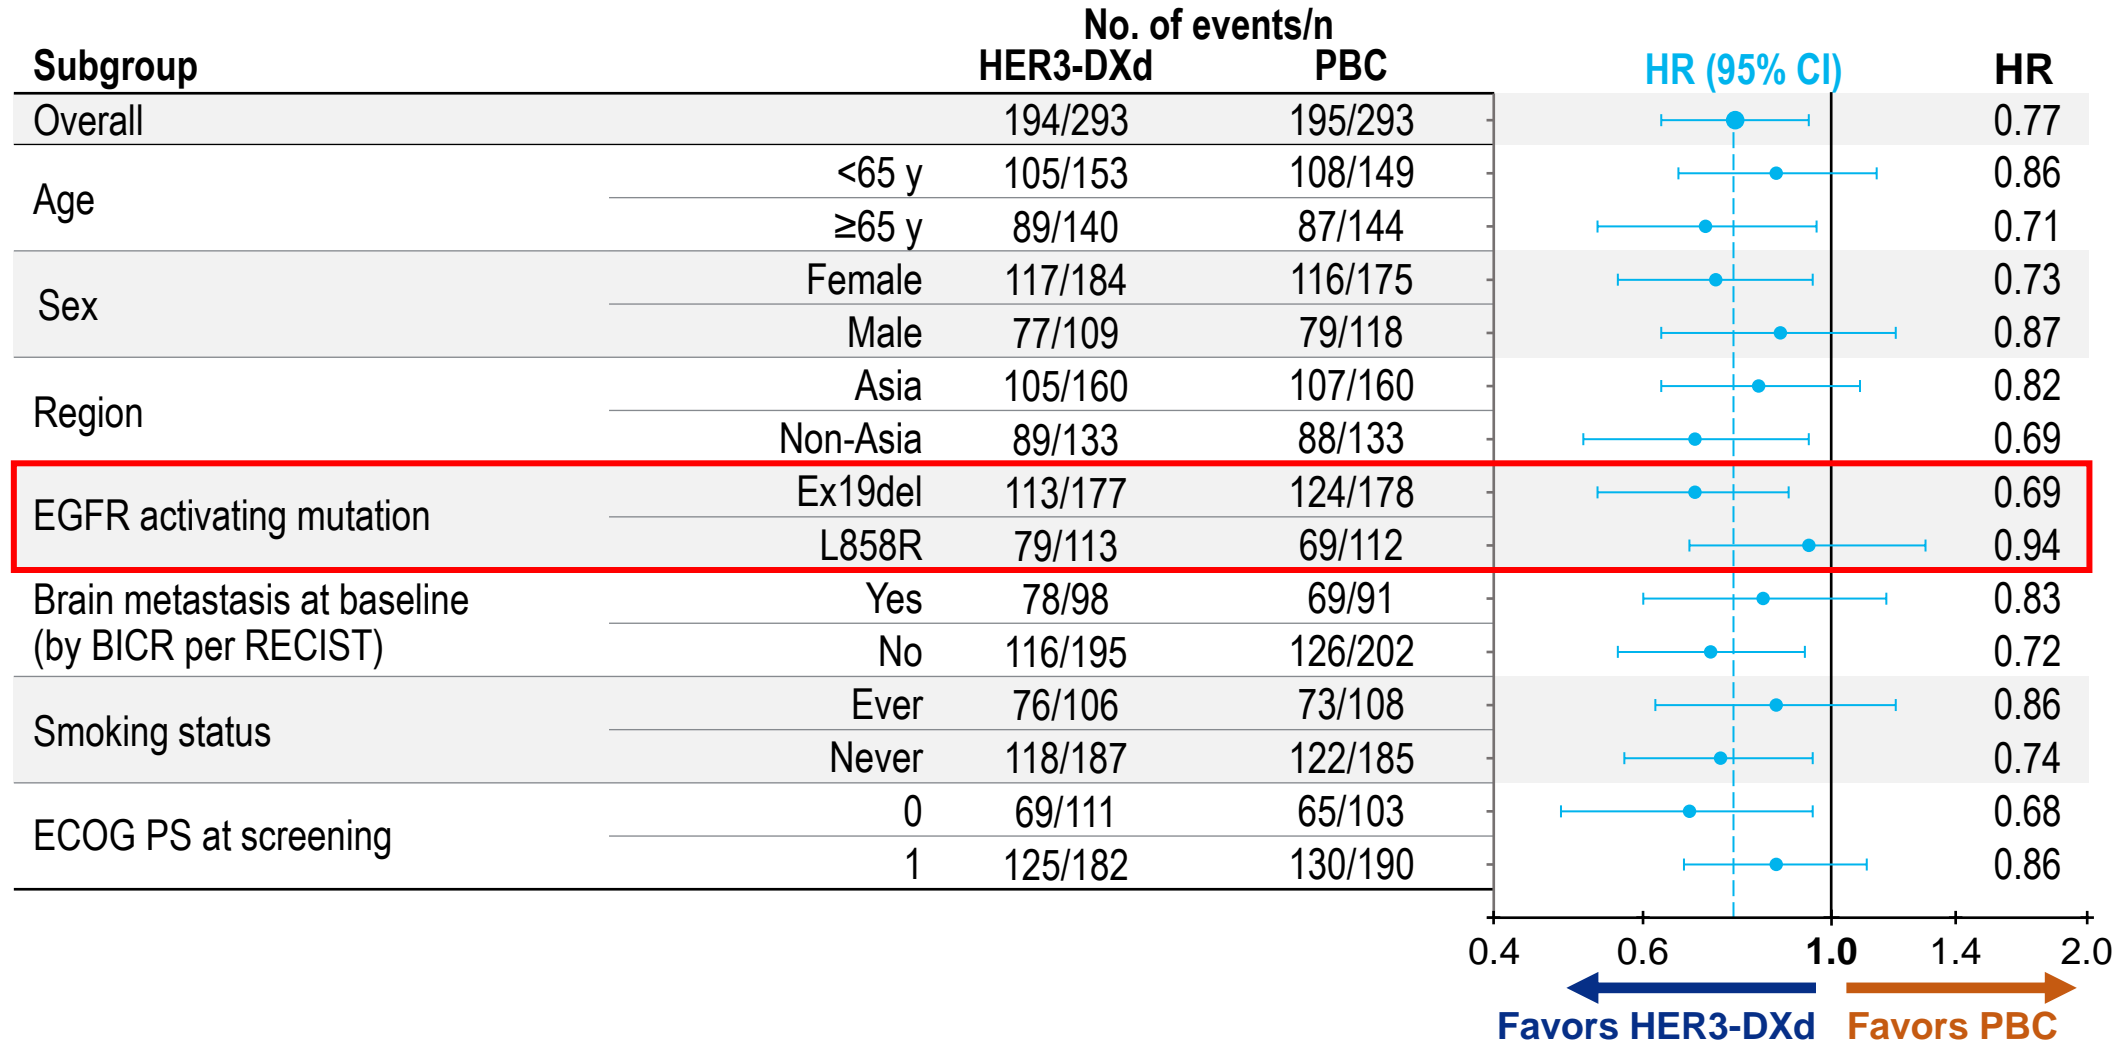 No. of events/n
Subgroup HER3-DXd PBC HR (95% CI) HR
Overall 194/293 195/293 0.77
Age
<65 y 105/153 108/149 0.86
≥65 y 89/140 87/144 0.71
Sex
Female 117/184 116/175 0.73
Male 77/109 79/118 0.87
Region
Asia 105/160 107/160 0.82
Non-Asia 89/133 88/133 0.69
EGFR activating mutation
Ex19del 113/177 124/178 0.69
L858R 79/113 69/112 0.94
Brain metastasis at baseline
(by BICR per RECIST)
Yes 78/98 69/91 0.83
No 116/195 126/202 0.72
Smoking status
Ever 76/106 73/108 0.86
Never 118/187 122/185 0.74
ECOG PS at screening
0 69/111 65/103 0.68
1 125/182 130/190 0.86
0.4 0.6 1.0 1.4 2.0
Favors HER3-DXd Favors PBC